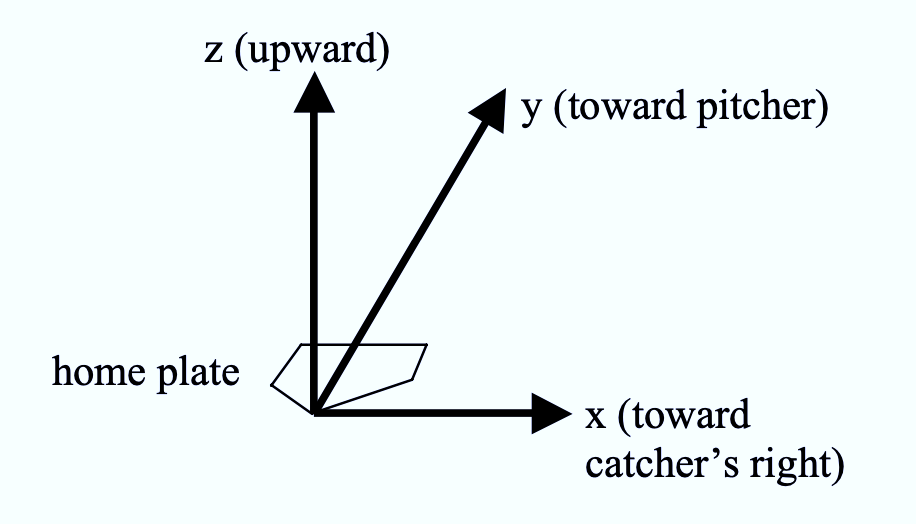 z (upward)
y (toward pitcher)
home plate
x (toward
catcher’s right)